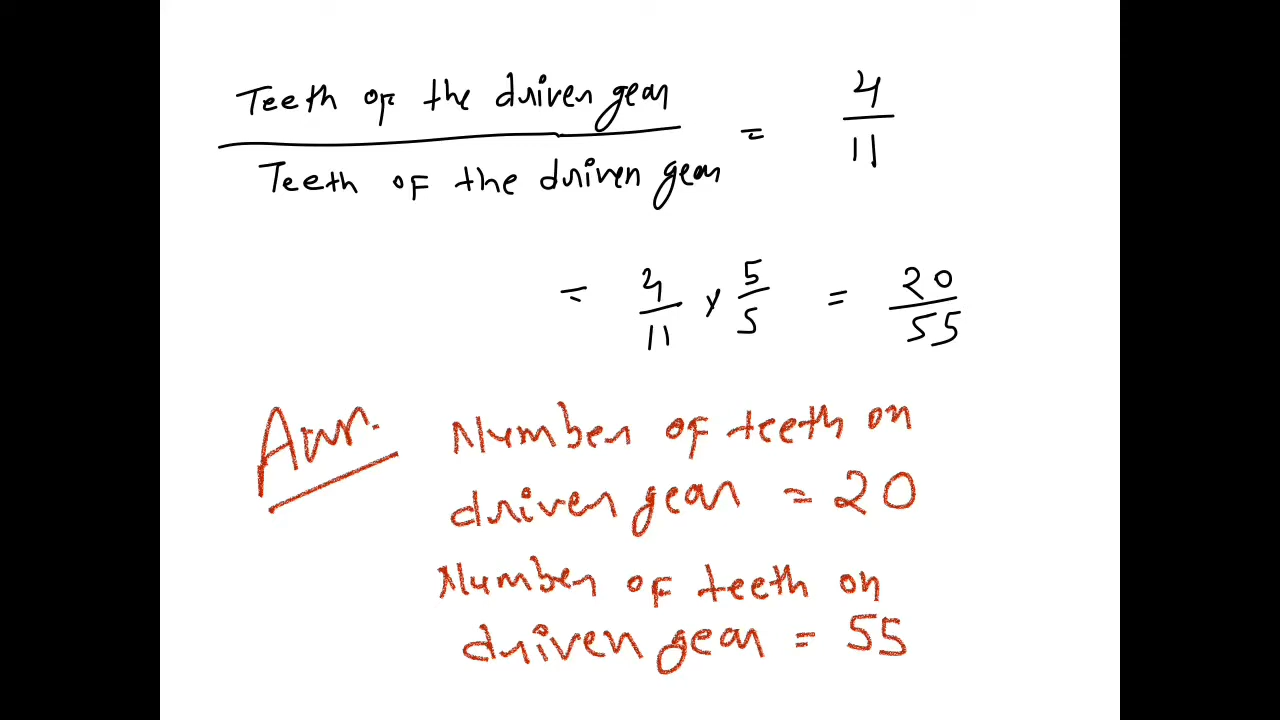 Teeth of the driven gear
Teeth of the driven gear
= 4/11
= 4/11 x 5/5 = 20/55
Ans.
Number of teeth on
driven gear = 20
Number of teeth on
driven gear = 55